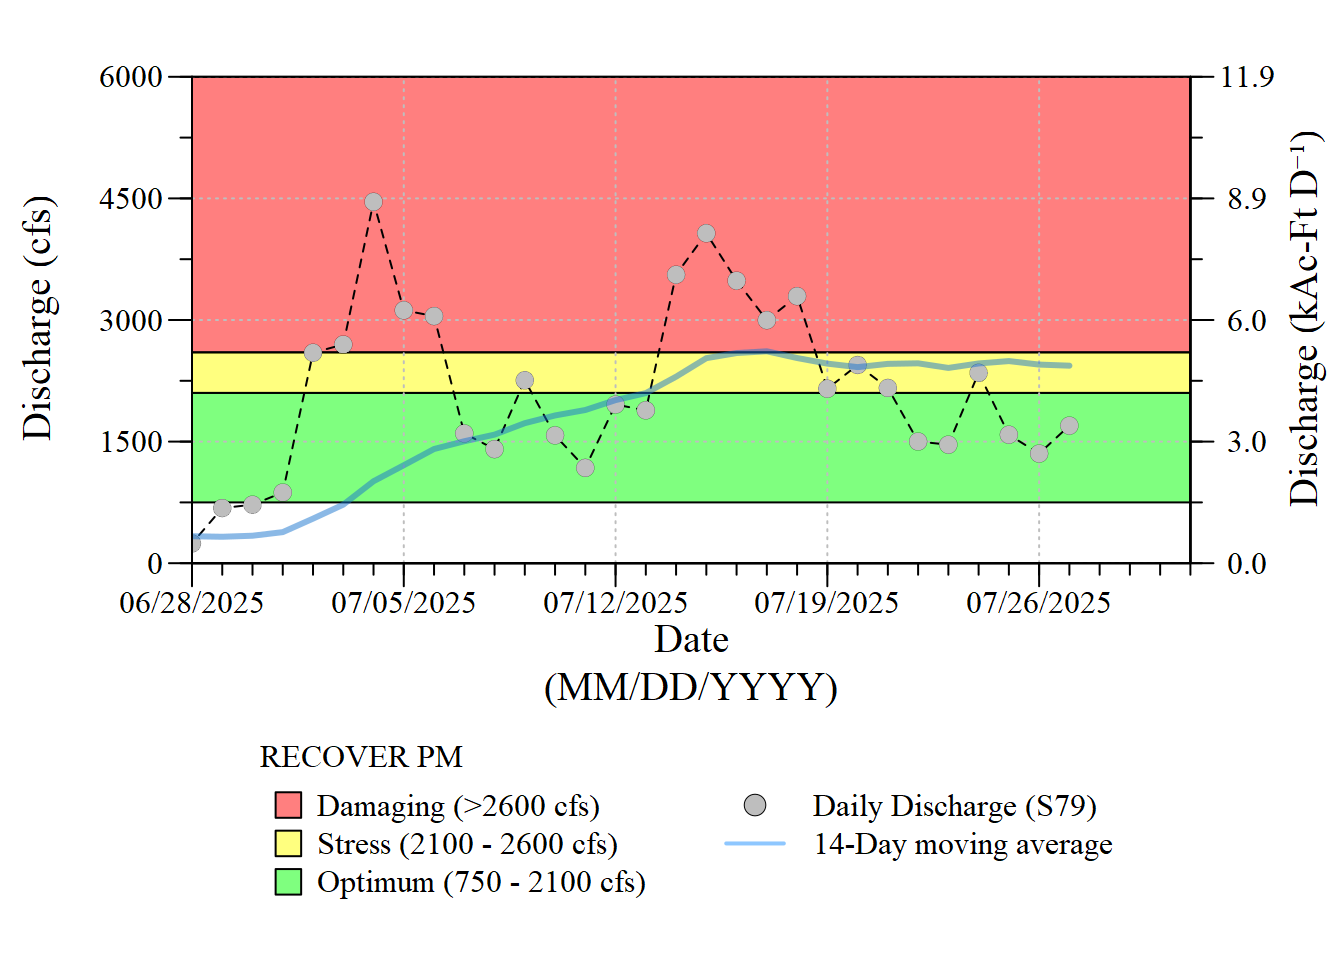 6000
4500
3000
1500
0
Discharge (cfs)
11.9
8.9
6.0
3.0
0.0
Discharge (kAc-Ft D⁻¹)
06/28/2025 07/05/2025 07/12/2025 07/19/2025 07/26/2025
Date
(MM/DD/YYYY)
RECOVER PM
Damaging (>2600 cfs)
Stress (2100 - 2600 cfs)
Optimum (750 - 2100 cfs)
Daily Discharge (S79)
14-Day moving average